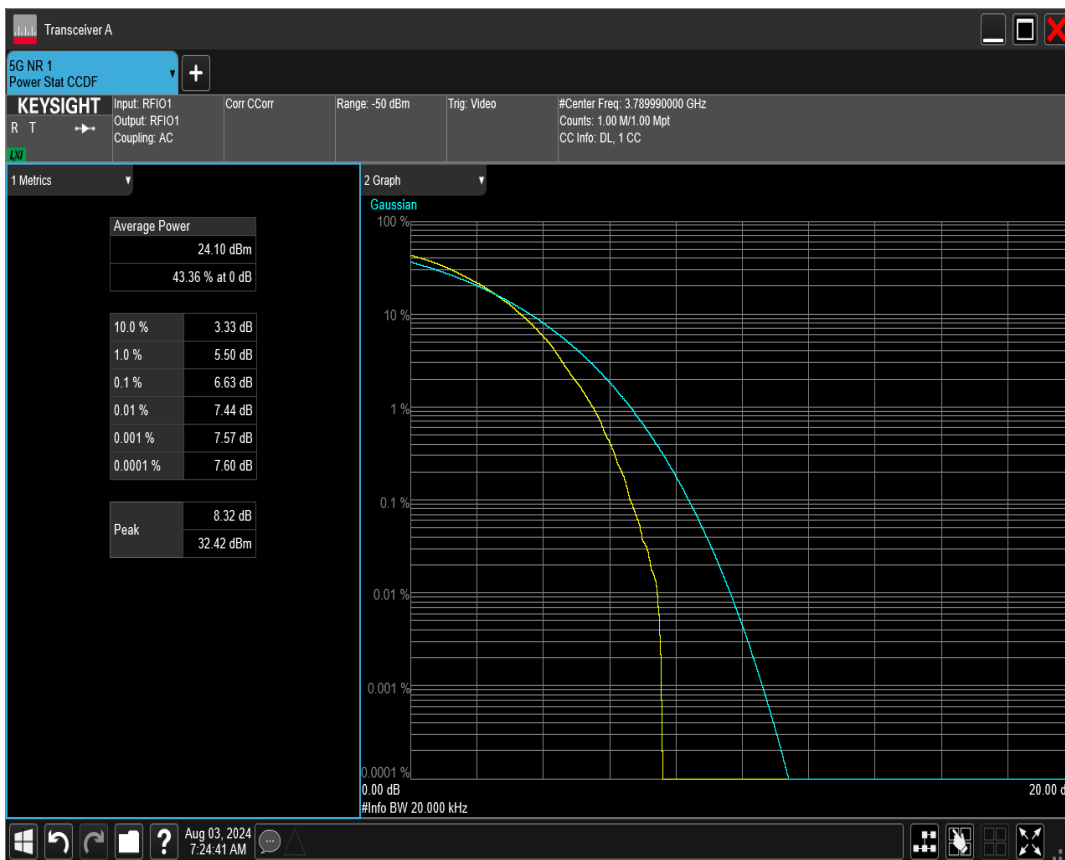 Transceiver A
5G NR 1
Power Stat CCDF
KEYSIGHT
R T
LXI
Input: RFIO1
Output: RFIO1
Coupling: AC
Corr CCorr
Range: -50 dBm
Trig: Video
#Center Freq: 3.789990000 GHz
Counts: 1.00 M/1.00 Mpt
CC Info: DL, 1 CC
1 Metrics
Average Power
24.10 dBm
43.36 % at 0 dB
10.0 % 3.33 dB
1.0 % 5.50 dB
0.1 % 6.63 dB
0.01 % 7.44 dB
0.001 % 7.57 dB
0.0001 % 7.60 dB
Peak
8.32 dB
32.42 dBm
2 Graph
Gaussian
100 %
10 %
1 %
0.1 %
0.01 %
0.001 %
0.0001 %
0.00 dB
20.00 d
#Info BW 20.000 kHz
?
Aug 03, 2024
7:24:41 AM